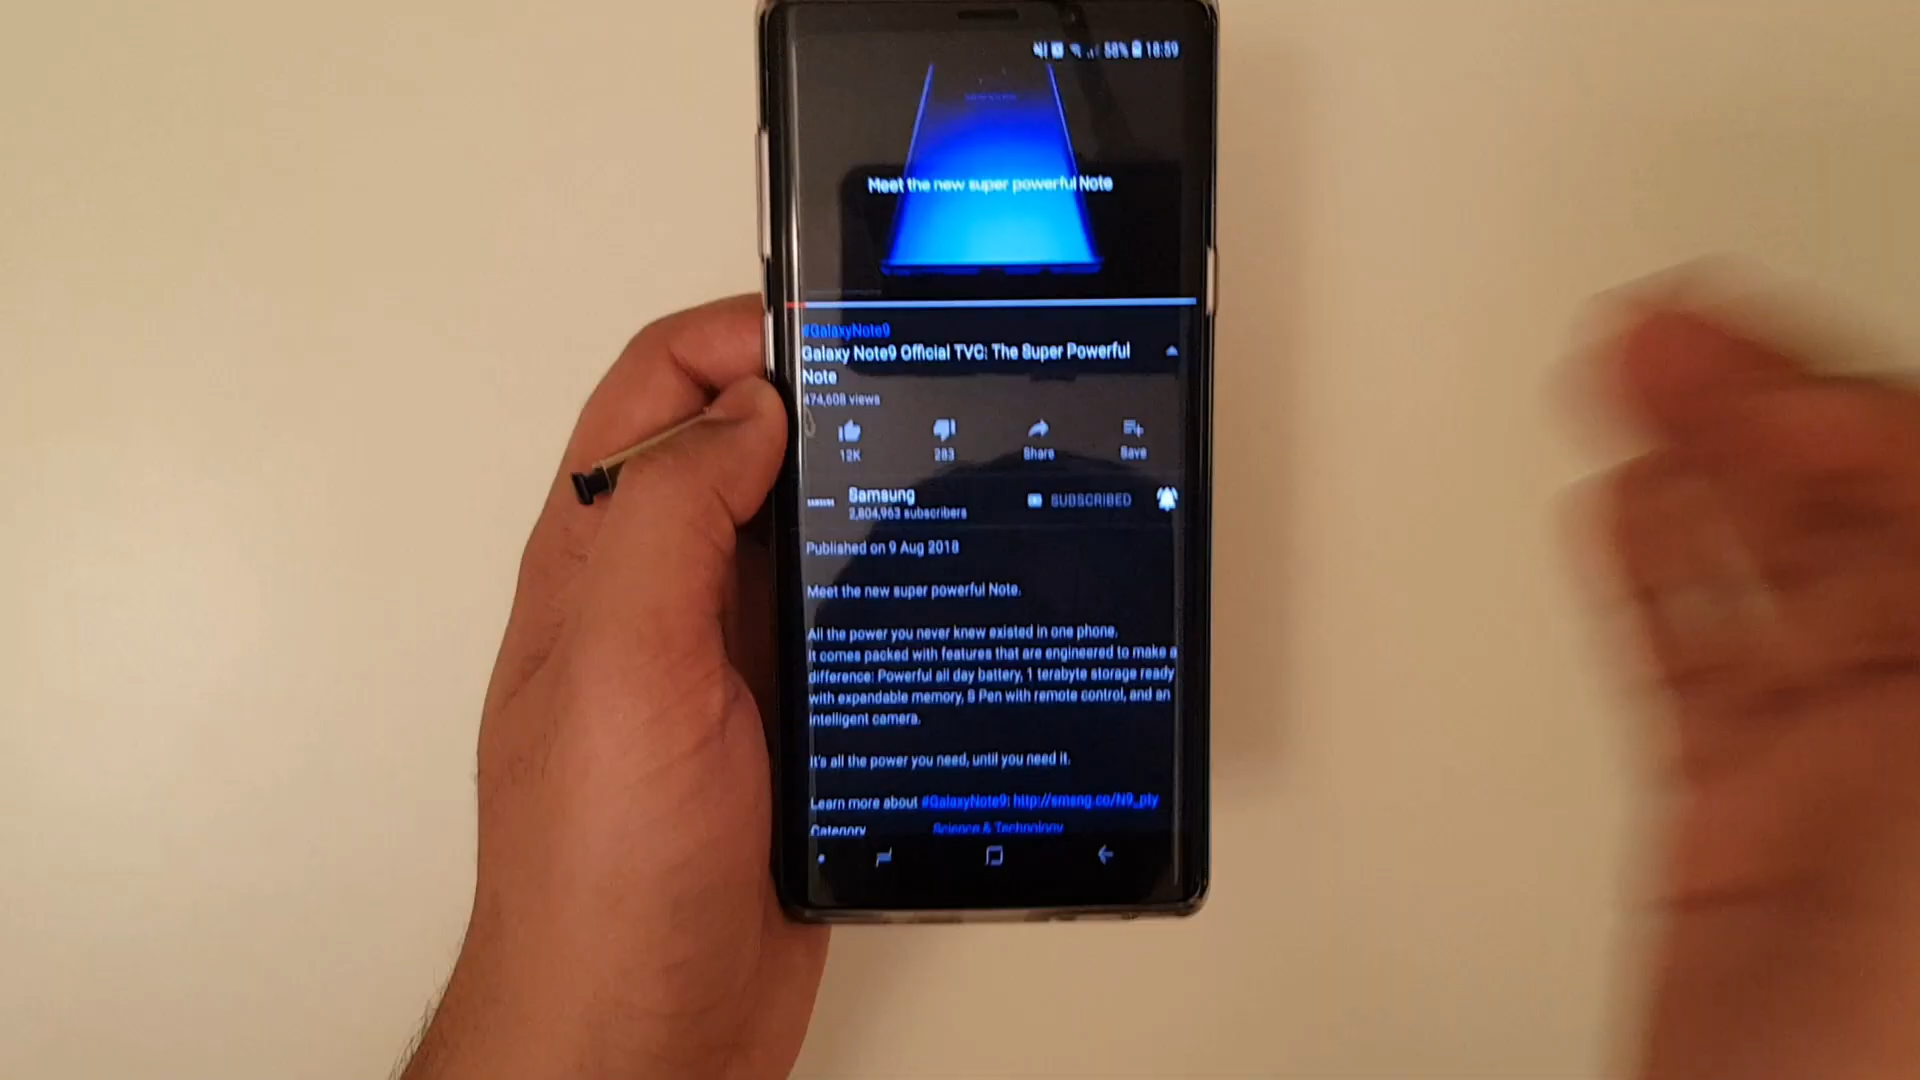 58% 18:59
Meet the new super powerful Note
#GalaxyNote9
Galaxy Note9 Official TVC: The Super Powerful
Note
474,608 views
12K 283 Share Save
SAMSUNG Samsung SUBSCRIBED
2,804,963 subscribers
Published on 9 Aug 2018
Meet the new super powerful Note.
All the power you never knew existed in one phone.
It comes packed with features that are engineered to make a
difference: Powerful all day battery, 1 terabyte storage ready
with expandable memory, S Pen with remote control, and an
intelligent camera.
It's all the power you need, until you need it.
Learn more about #GalaxyNote9: http://smsng.co/N9_ply
Category Science & Technology